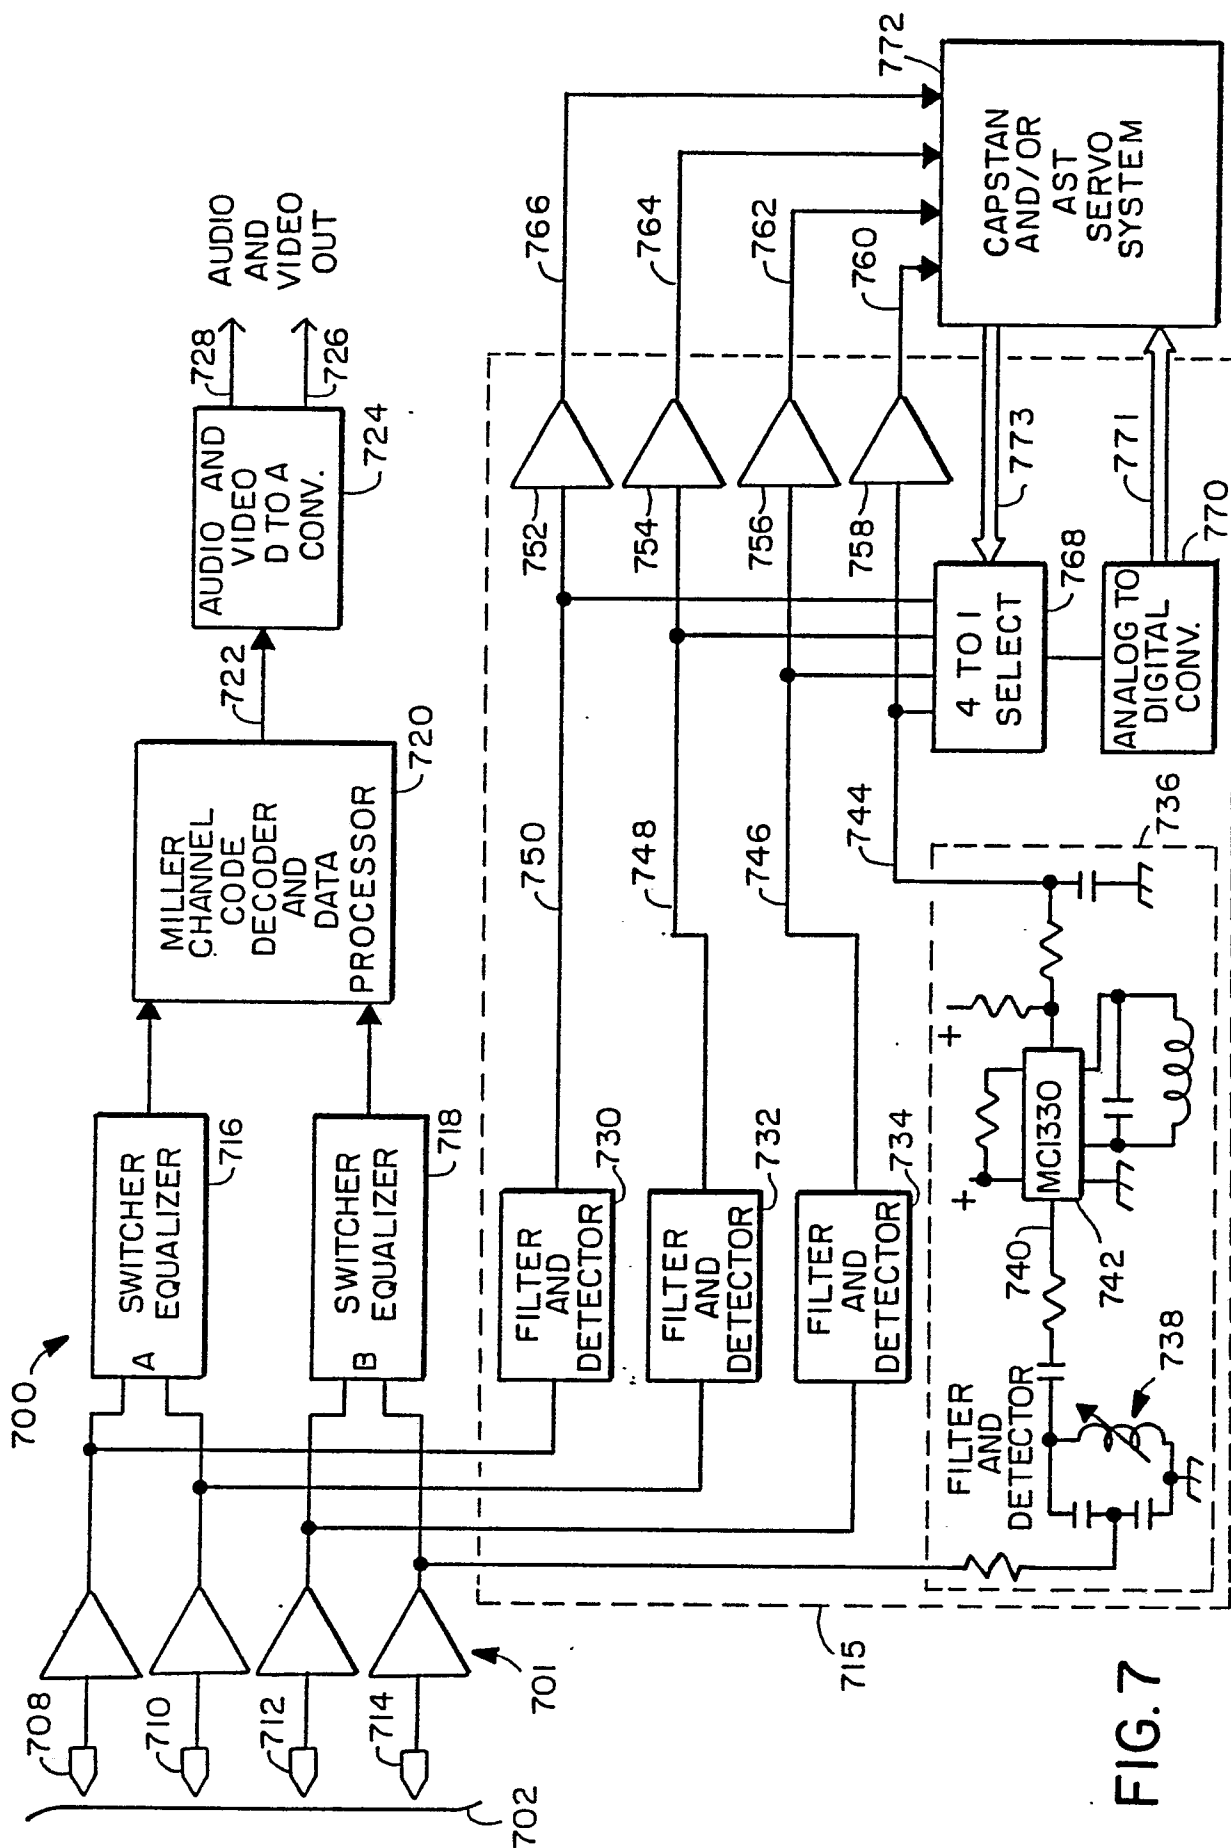 700
708
710
712
714
702
701
A
SWITCHER
EQUALIZER
716
B
SWITCHER
EQUALIZER
718
MILLER
CHANNEL
CODE
DECODER
AND
DATA
PROCESSOR
720
722
AUDIO AND
VIDEO
D TO A
CONV.
724
728
726
AUDIO
AND
VIDEO
OUT
715
FILTER
AND
DETECTOR
730
FILTER
AND
DETECTOR
732
FILTER
AND
DETECTOR
734
750
748
746
744
752
754
756
758
766
764
762
760
772
CAPSTAN
AND/OR
AST
SERVO
SYSTEM
773
771
4 TO 1
SELECT
768
ANALOG TO
DIGITAL
CONV.
770
736
FILTER
AND
DETECTOR
738
740
742
MC1330
+
+
FIG. 7